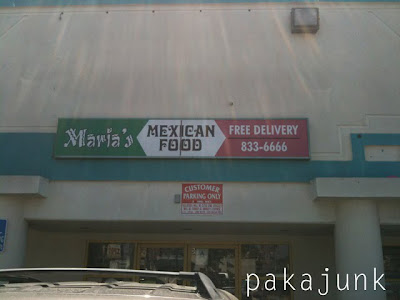 Maria's
MEXICAN
FOOD
FREE DELIVERY
833-6666
CUSTOMER
PARKING ONLY
pakajunk